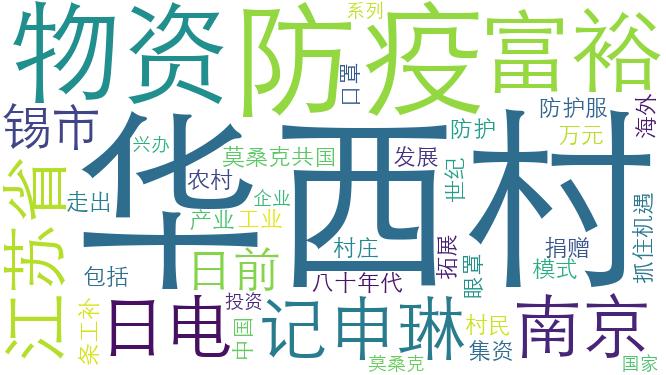 系列
物资
防疫
富裕
口罩
锡市
防护服
海外
兴办
华西村
防护
万元
莫桑克共国
发展
世纪
江苏省
走出
农村
企业
产业
工业
村庄
拓展
捐赠
抓住机遇
包括
日前
八十年代
眼罩
模式
条工补
日电
投资
中国
记申琳
村民
集资
南京
莫桑克
国家